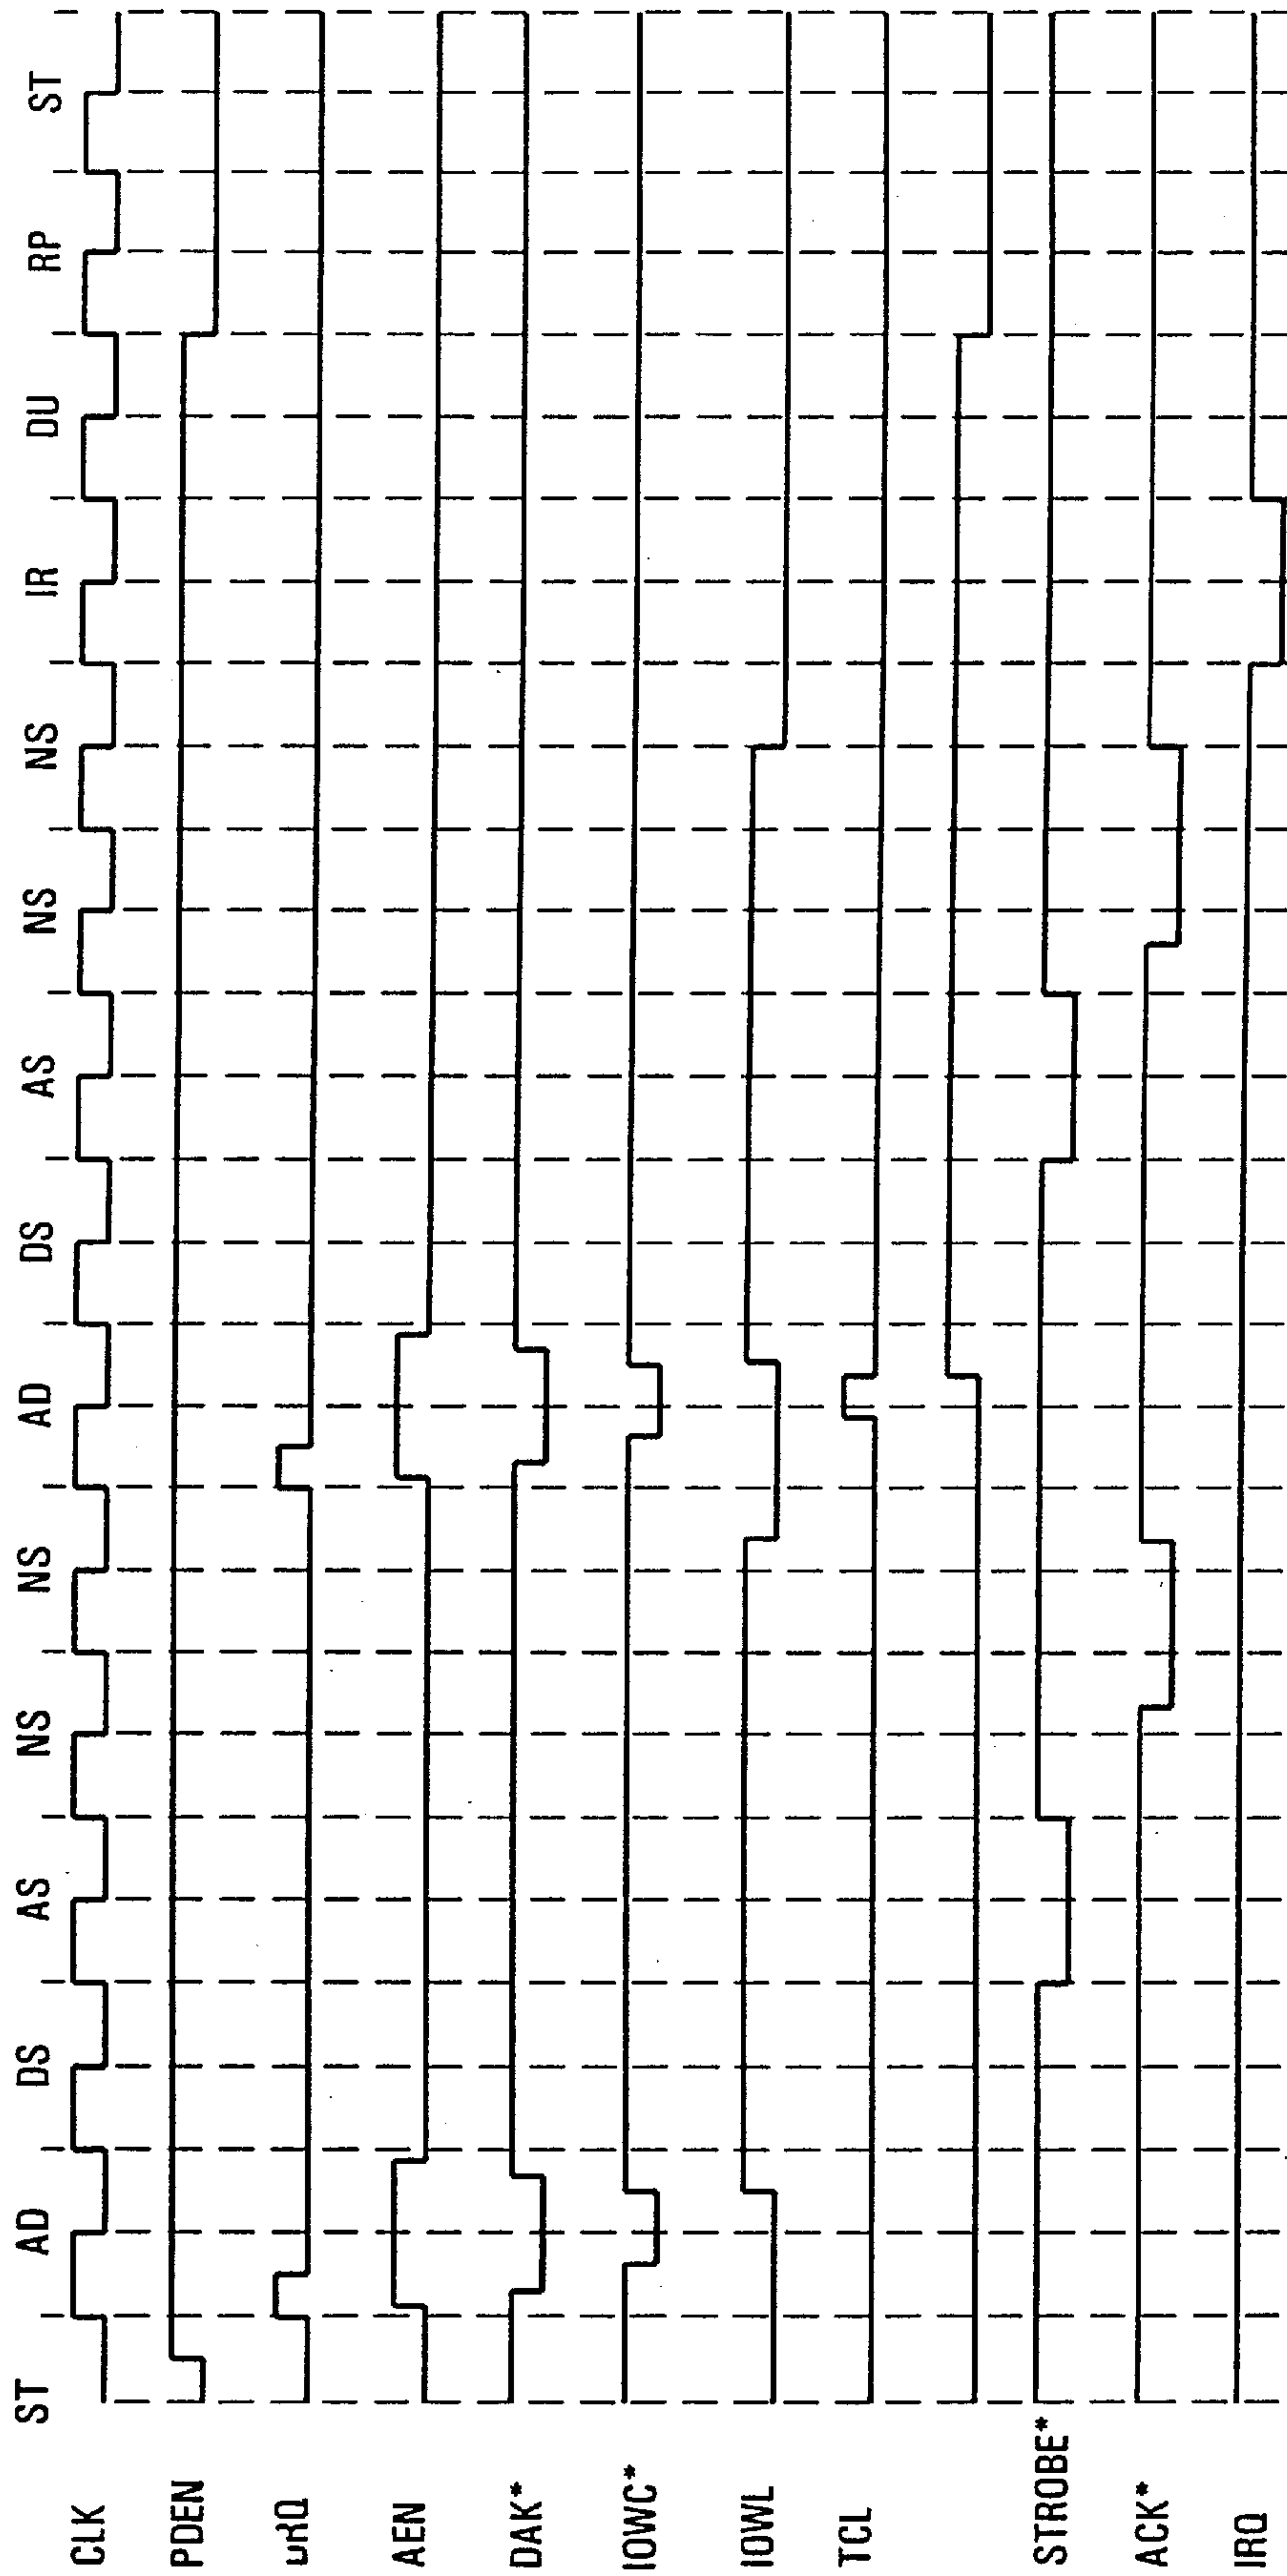 ST AD DS AS NS NS AD DS AS NS NS IR DU RP ST
CLK
PDEN
DRQ
AEN
DAK*
IOWC*
IOWL
TCL
STROBE*
ACK*
IRQ